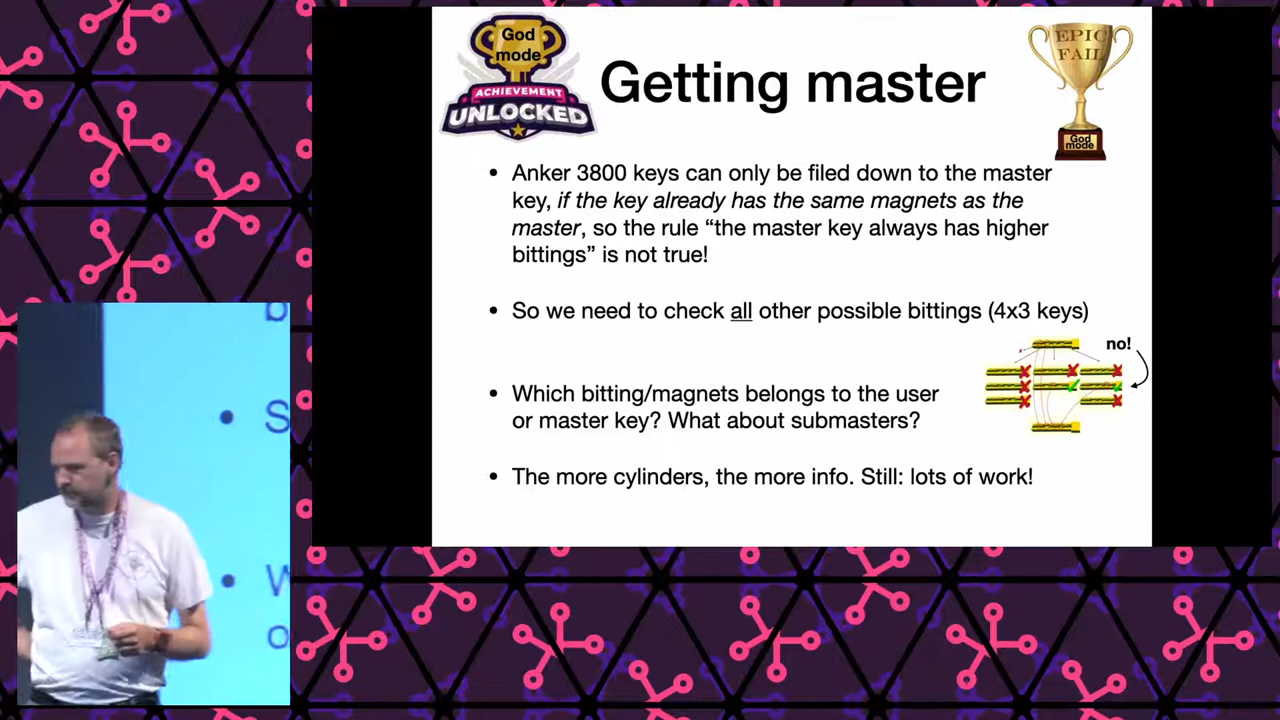 God
mode
ACHIEVEMENT
UNLOCKED
Getting master
EPIC
FAIL
God
mode
• Anker 3800 keys can only be filed down to the master
key, if the key already has the same magnets as the
master, so the rule “the master key always has higher
bittings” is not true!
• So we need to check all other possible bittings (4x3 keys)
no!
• Which bitting/magnets belongs to the user
or master key? What about submasters?
• The more cylinders, the more info. Still: lots of work!
b
• S
• W
o